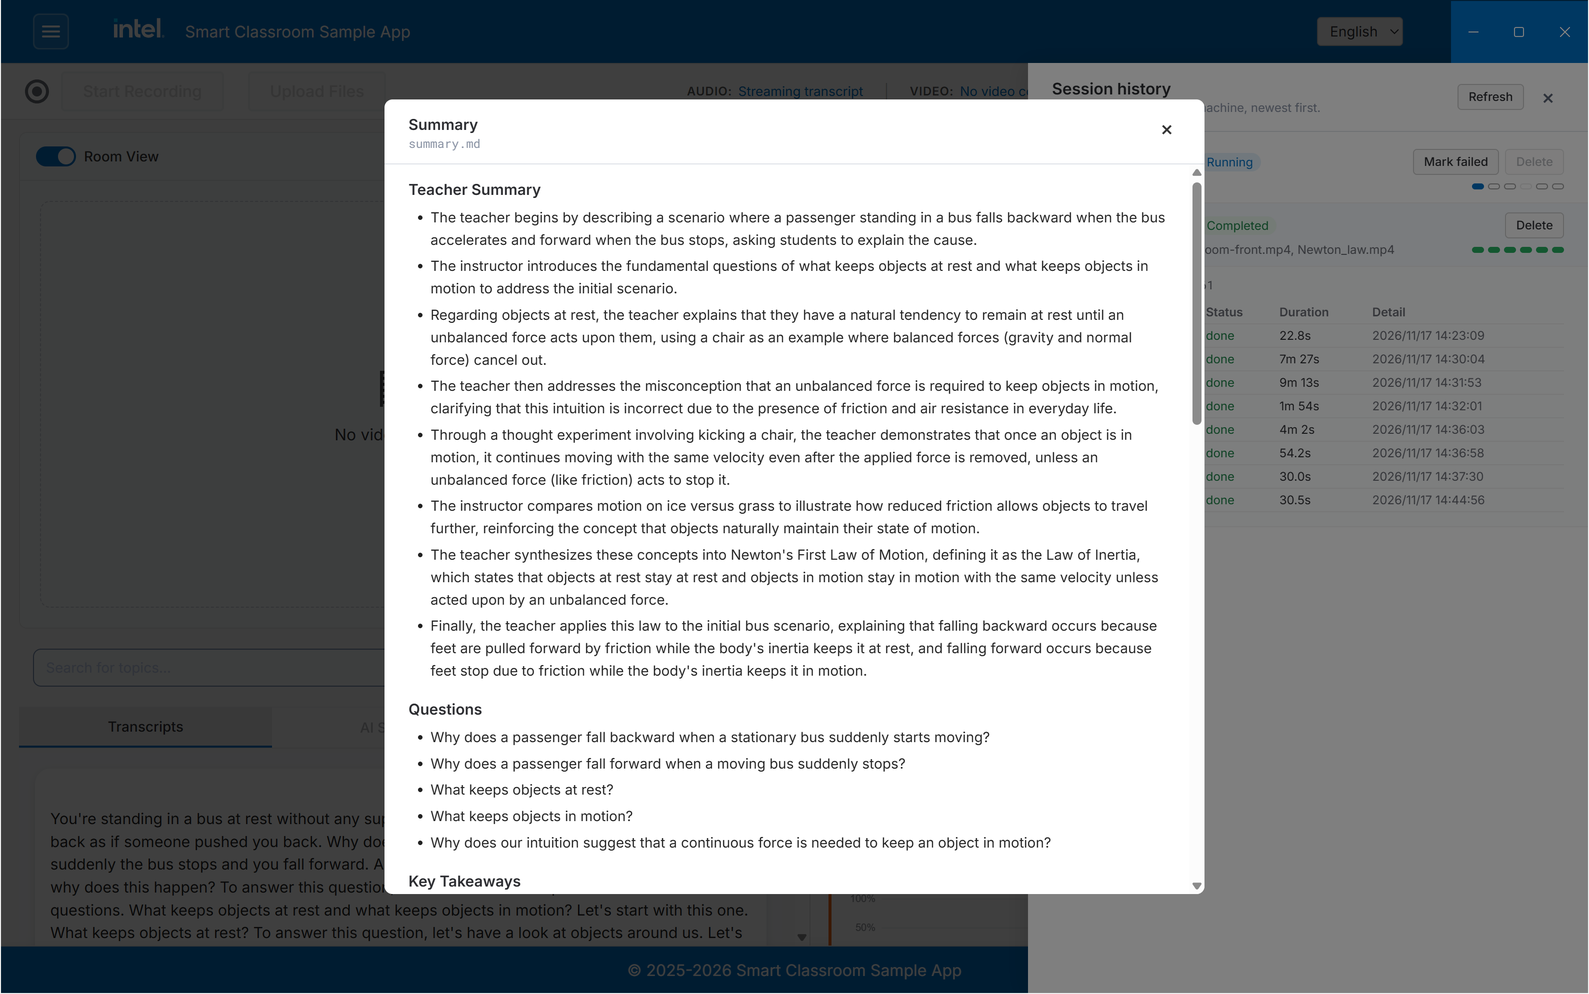 intel
Smart Classroom Sample App
English
Start Recording
Upload Files
AUDIO: Streaming transcript
VIDEO: No video
Session history
achine, newest first.
Refresh
Room View
Running
Mark failed
Delete
Completed
Delete
oom-front.mp4, Newton_law.mp4
Status Duration Detail
done 22.8s 2026/11/17 14:23:09
done 7m 27s 2026/11/17 14:30:04
done 9m 13s 2026/11/17 14:31:53
done 1m 54s 2026/11/17 14:32:01
done 4m 2s 2026/11/17 14:36:03
done 54.2s 2026/11/17 14:36:58
done 30.0s 2026/11/17 14:37:30
done 30.5s 2026/11/17 14:44:56
Summary
summary.md
Teacher Summary
• The teacher begins by describing a scenario where a passenger standing in a bus falls backward when the bus
accelerates and forward when the bus stops, asking students to explain the cause.
• The instructor introduces the fundamental questions of what keeps objects at rest and what keeps objects in
motion to address the initial scenario.
• Regarding objects at rest, the teacher explains that they have a natural tendency to remain at rest until an
unbalanced force acts upon them, using a chair as an example where balanced forces (gravity and normal
force) cancel out.
• The teacher then addresses the misconception that an unbalanced force is required to keep objects in motion,
clarifying that this intuition is incorrect due to the presence of friction and air resistance in everyday life.
• Through a thought experiment involving kicking a chair, the teacher demonstrates that once an object is in
motion, it continues moving with the same velocity even after the applied force is removed, unless an
unbalanced force (like friction) acts to stop it.
• The instructor compares motion on ice versus grass to illustrate how reduced friction allows objects to travel
further, reinforcing the concept that objects naturally maintain their state of motion.
• The teacher synthesizes these concepts into Newton's First Law of Motion, defining it as the Law of Inertia,
which states that objects at rest stay at rest and objects in motion stay in motion with the same velocity unless
acted upon by an unbalanced force.
• Finally, the teacher applies this law to the initial bus scenario, explaining that falling backward occurs because
feet are pulled forward by friction while the body's inertia keeps it at rest, and falling forward occurs because
feet stop due to friction while the body's inertia keeps it in motion.
Questions
• Why does a passenger fall backward when a stationary bus suddenly starts moving?
• Why does a passenger fall forward when a moving bus suddenly stops?
• What keeps objects at rest?
• What keeps objects in motion?
• Why does our intuition suggest that a continuous force is needed to keep an object in motion?
Key Takeaways
No
Search for topics...
Transcripts
AI
You're standing in a bus at rest without any
back as if someone pushed you back. Why
suddenly the bus stops and you fall forward.
why does this happen? To answer this
questions. What keeps objects at rest and what keeps objects in motion? Let's start with this one.
What keeps objects at rest? To answer this question, let's have a look at objects around us. Let's
100%
50%
© 2025-2026 Smart Classroom Sample App